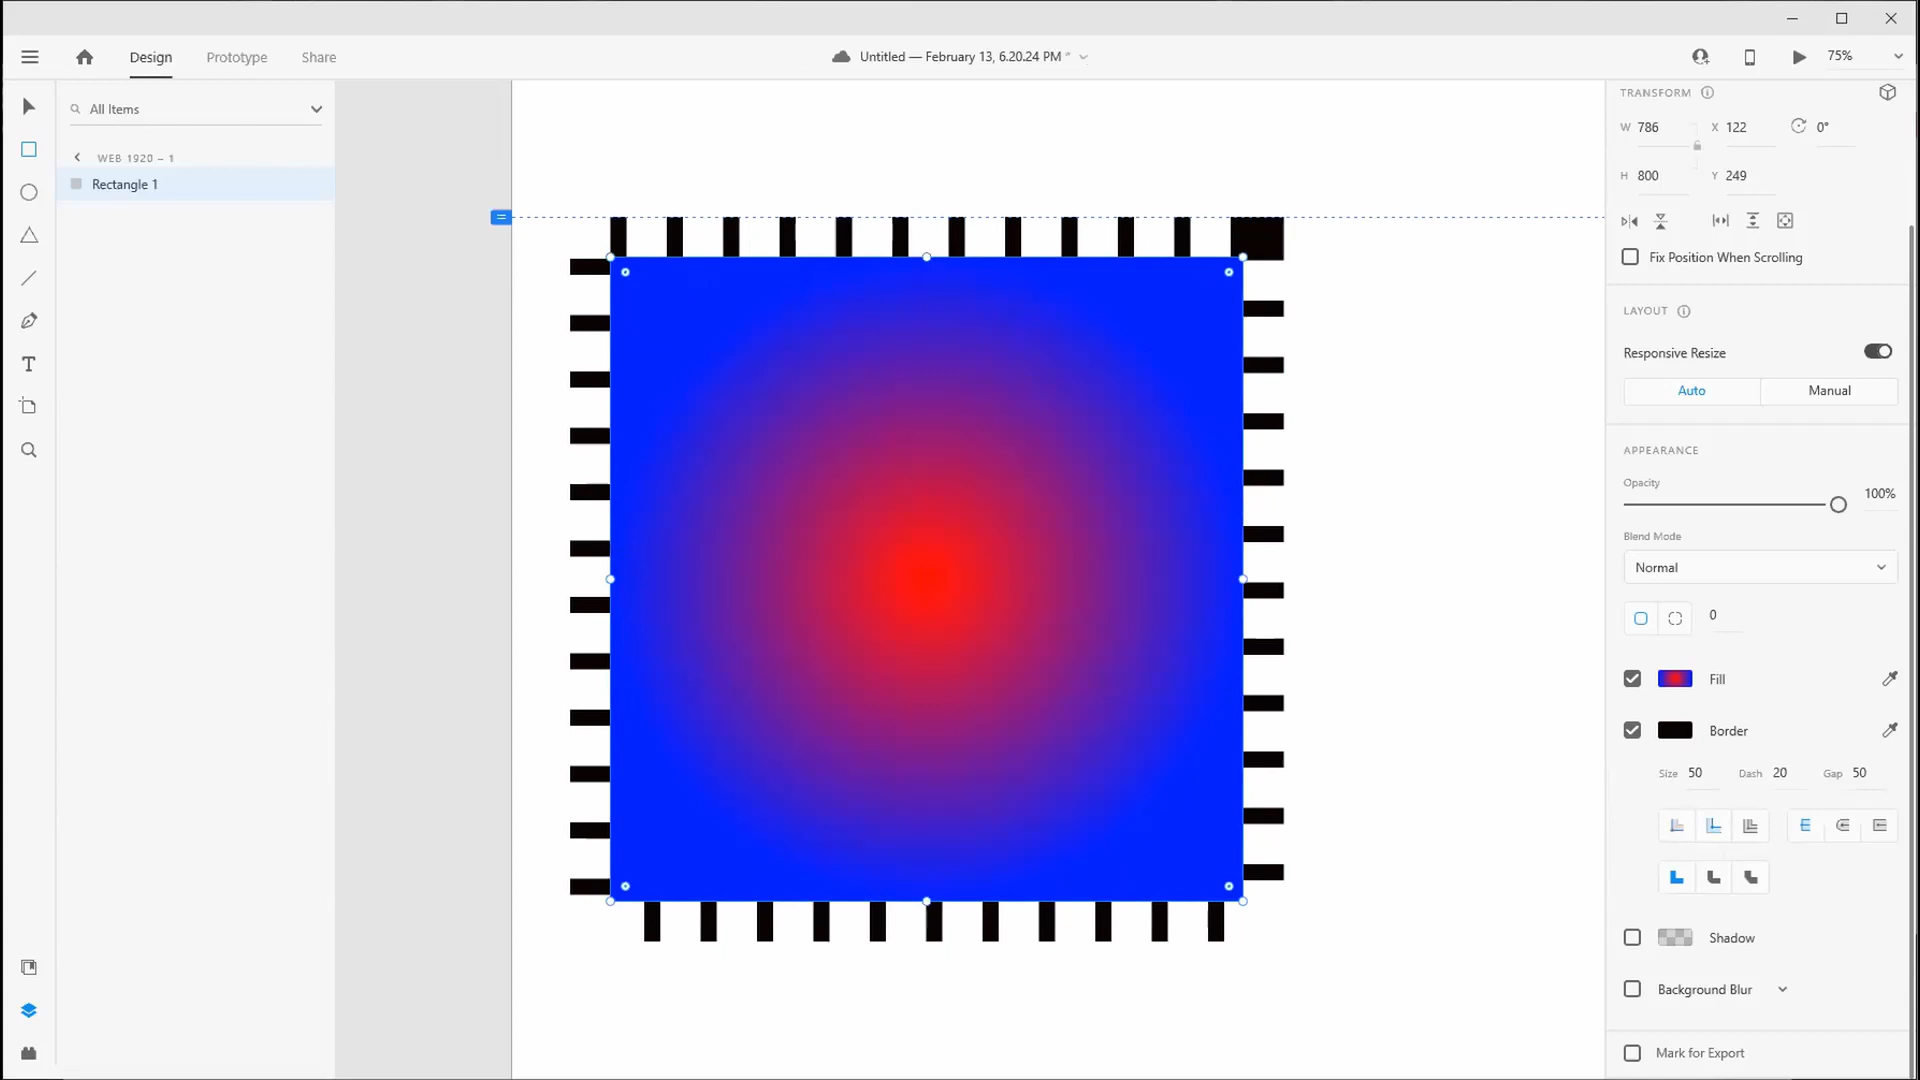 Design
Prototype
Share
Untitled — February 13, 6.20.24 PM *
75%
All Items
WEB 1920 – 1
Rectangle 1
TRANSFORM
W 786
X 122
0°
H 800
Y 249
Fix Position When Scrolling
LAYOUT
Responsive Resize
Auto
Manual
APPEARANCE
Opacity
100%
Blend Mode
Normal
0
Fill
Border
Size 50
Dash 20
Gap 50
Shadow
Background Blur
Mark for Export